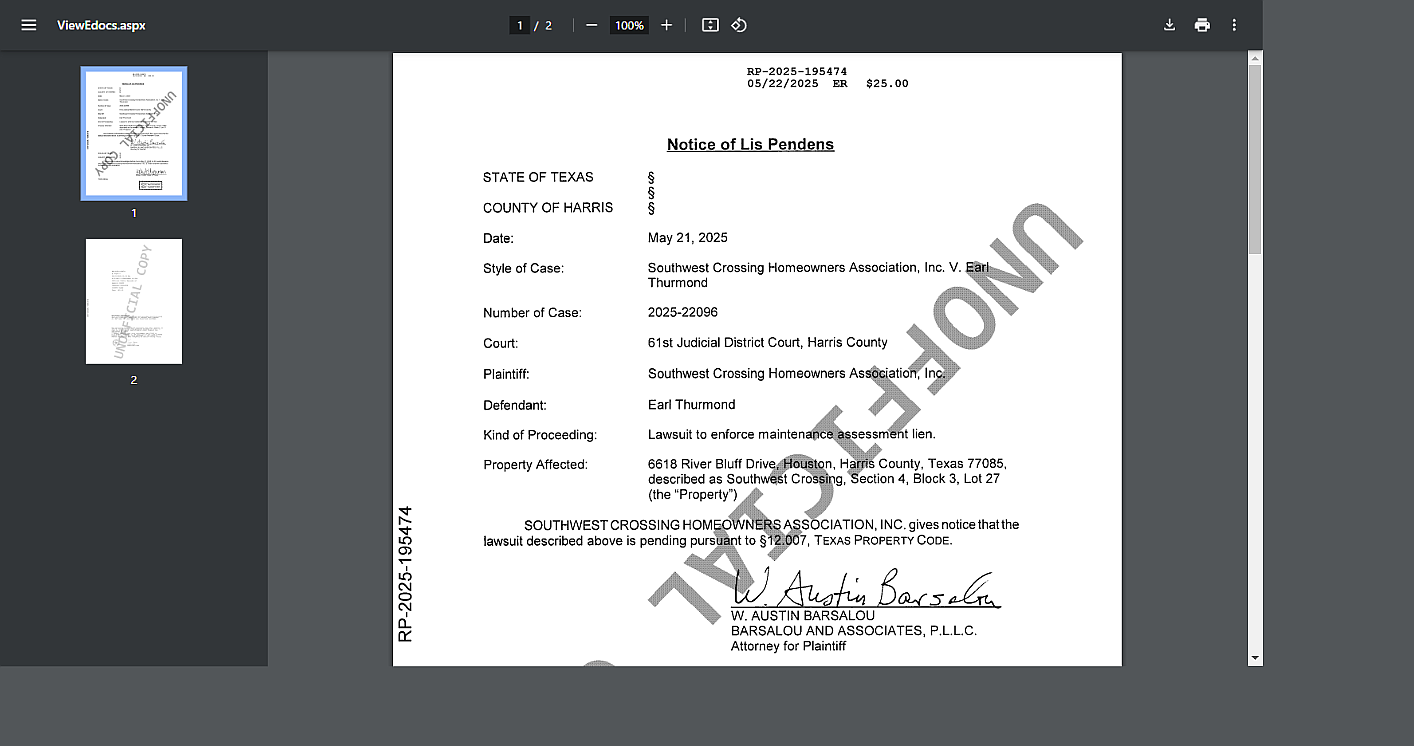 ViewEdocs.aspx
1 / 2
100%
1
2
RP-2025-195474
05/22/2025 ER $25.00
Notice of Lis Pendens
STATE OF TEXAS §
§
COUNTY OF HARRIS §
Date: May 21, 2025
Style of Case: Southwest Crossing Homeowners Association, Inc. V. Earl
Thurmond
Number of Case: 2025-22096
Court: 61st Judicial District Court, Harris County
Plaintiff: Southwest Crossing Homeowners Association, Inc.
Defendant: Earl Thurmond
Kind of Proceeding: Lawsuit to enforce maintenance assessment lien.
Property Affected: 6618 River Bluff Drive, Houston, Harris County, Texas 77085,
described as Southwest Crossing, Section 4, Block 3, Lot 27
(the “Property”)
SOUTHWEST CROSSING HOMEOWNERS ASSOCIATION, INC. gives notice that the
lawsuit described above is pending pursuant to §12.007, TEXAS PROPERTY CODE.
W. Austin Barsalou
W. AUSTIN BARSALOU
BARSALOU AND ASSOCIATES, P.L.L.C.
Attorney for Plaintiff
RP-2025-195474
UNOFFICIAL
UNOFFICIAL COPY
UNOFFICIAL COPY